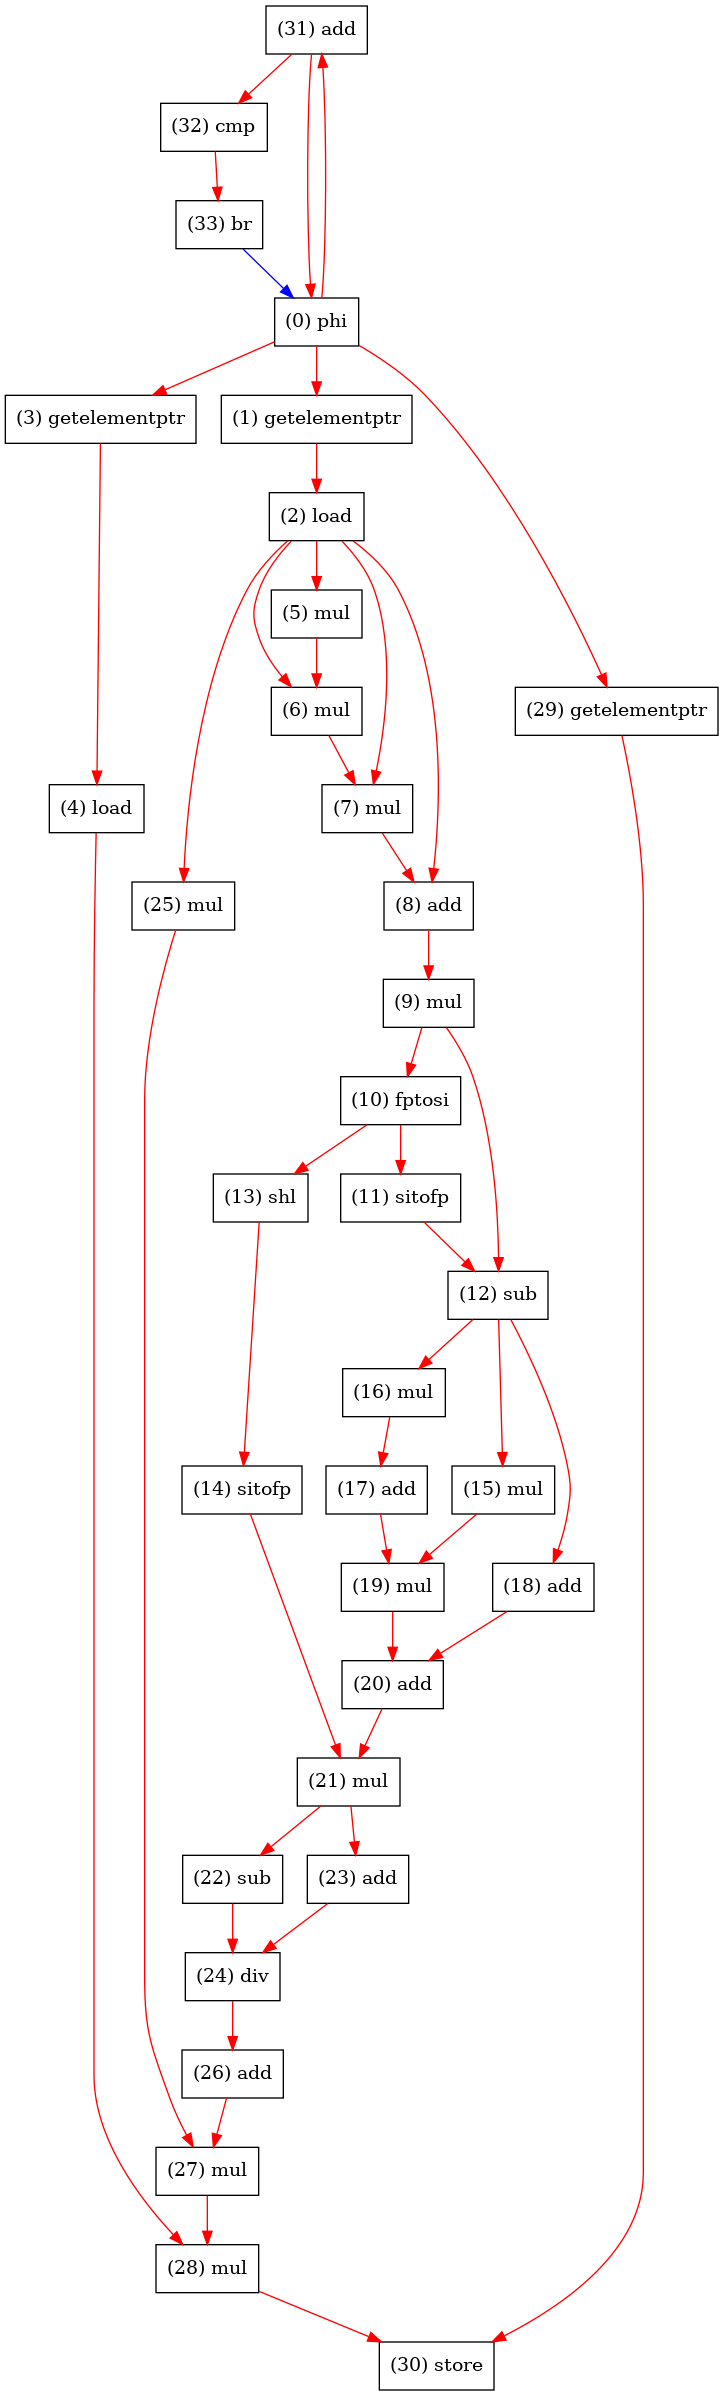 (31) add
(32) cmp
(33) br
(0) phi
(3) getelementptr
(1) getelementptr
(2) load
(5) mul
(6) mul
(29) getelementptr
(4) load
(7) mul
(25) mul
(8) add
(9) mul
(10) fptosi
(13) shl
(11) sitofp
(12) sub
(16) mul
(14) sitofp
(17) add
(15) mul
(19) mul
(18) add
(20) add
(21) mul
(22) sub
(23) add
(24) div
(26) add
(27) mul
(28) mul
(30) store